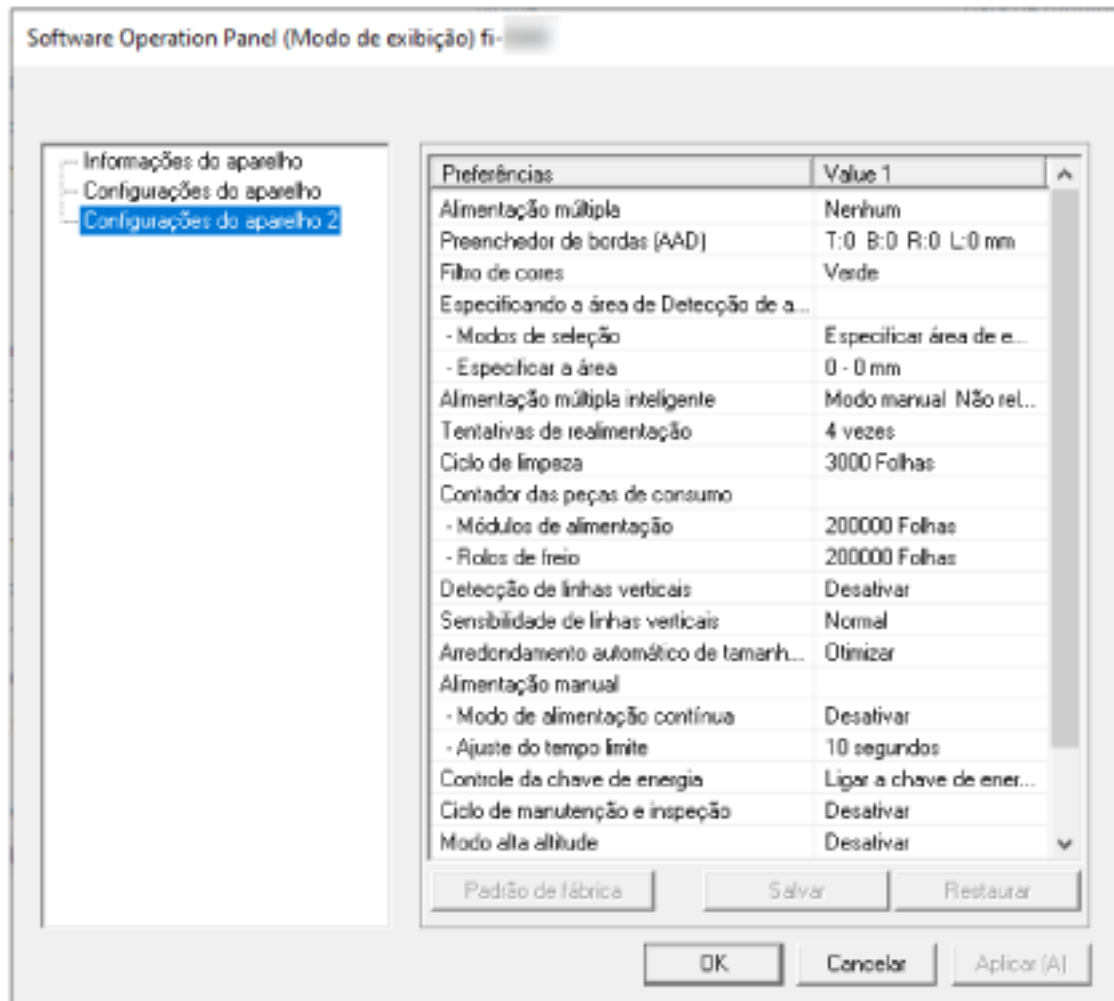 Software Operation Panel (Modo de exibição) fi-
Informações do aparelho
Configurações do aparelho
Configurações do aparelho 2
Preferências Value 1
Alimentação múltipla Nenhum
Preenchedor de bordas (AAD) T:0 B:0 R:0 L:0 mm
Filtro de cores Verde
Especificando a área de Detecção de a...
- Modos de seleção Especificar área de e...
- Especificar a área 0 - 0 mm
Alimentação múltipla inteligente Modo manual Não rel...
Tentativas de realimentação 4 vezes
Ciclo de limpeza 3000 Folhas
Contador das peças de consumo
- Módulos de alimentação 200000 Folhas
- Rolos de freio 200000 Folhas
Detecção de linhas verticais Desativar
Sensibilidade de linhas verticais Normal
Arredondamento automático de tamanh... Otimizar
Alimentação manual
- Modo de alimentação contínua Desativar
- Ajuste do tempo limite 10 segundos
Controle da chave de energia Ligar a chave de ener...
Ciclo de manutenção e inspeção Desativar
Modo alta altitude Desativar
Padrão de fábrica Salvar Restaurar
OK Cancelar Aplicar (A)